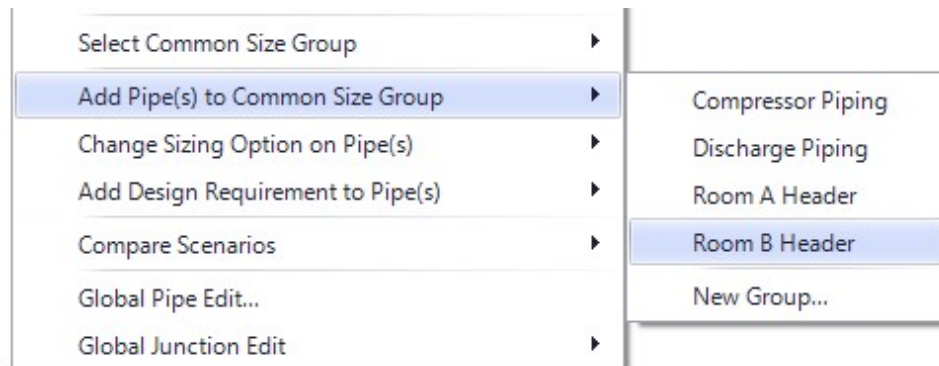 Select Common Size Group
Add Pipe(s) to Common Size Group
Change Sizing Option on Pipe(s)
Add Design Requirement to Pipe(s)
Compare Scenarios
Global Pipe Edit...
Global Junction Edit
Compressor Piping
Discharge Piping
Room A Header
Room B Header
New Group...